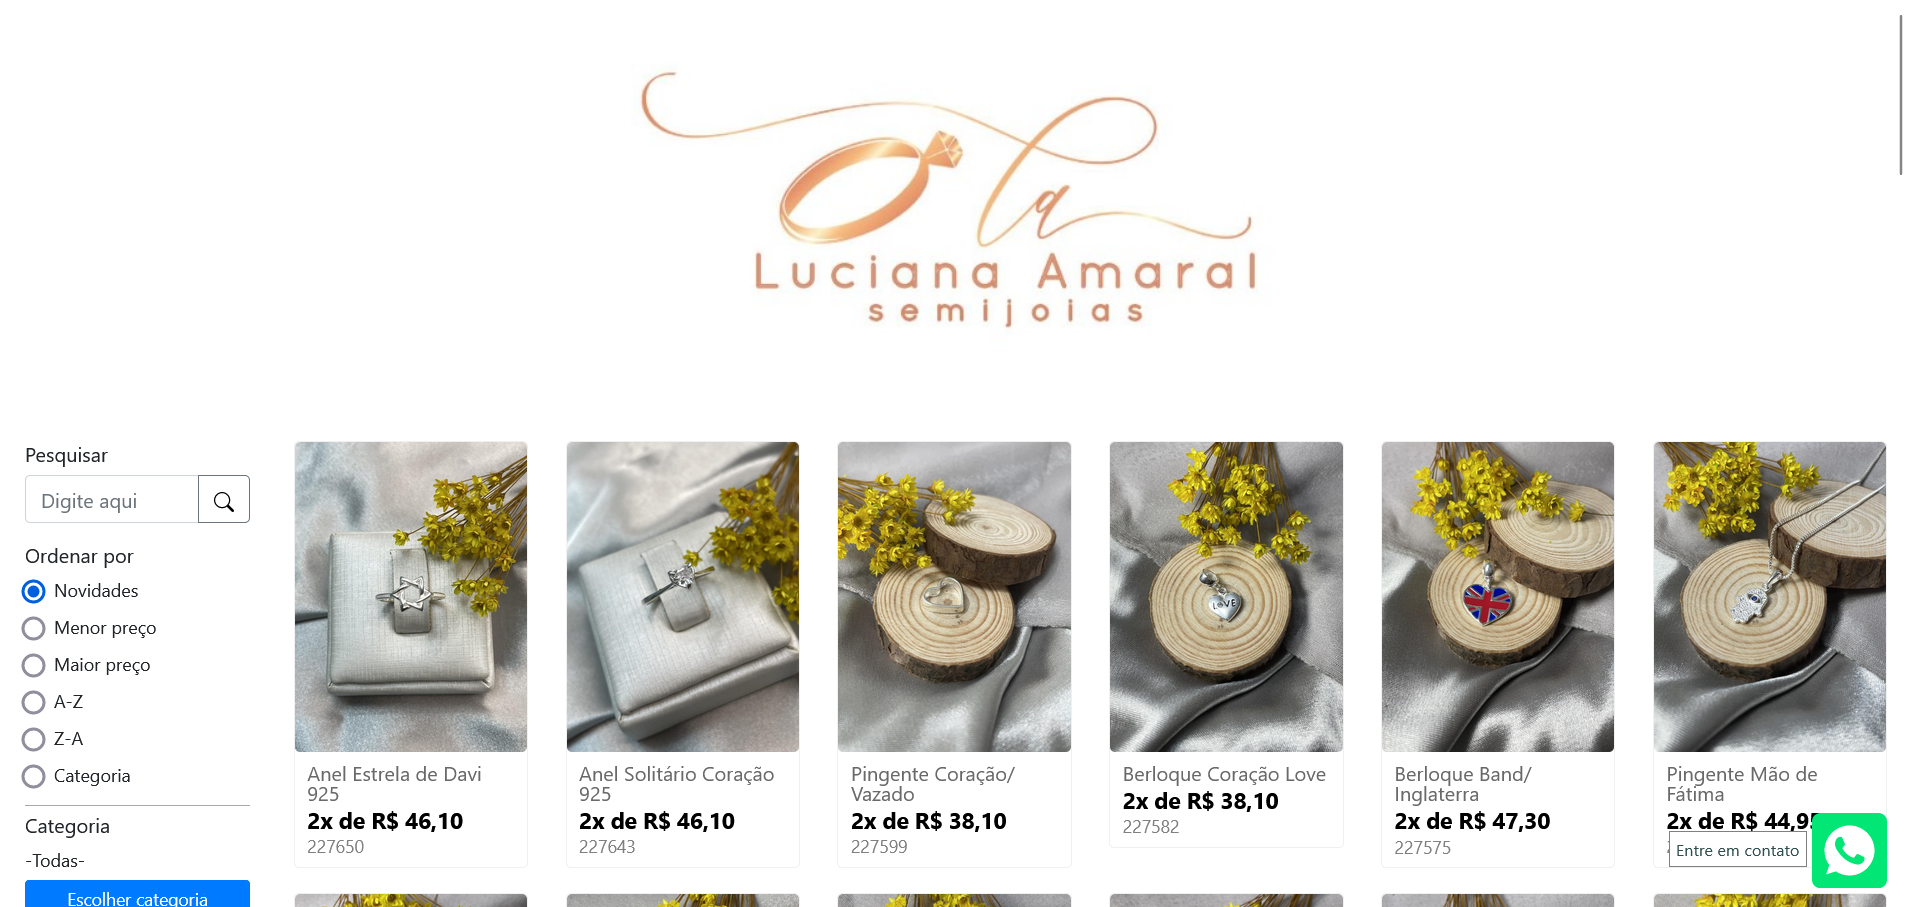 la
Luciana Amaral
semijoias
Pesquisar
Digite aqui
Ordenar por
Novidades
Menor preço
Maior preço
A-Z
Z-A
Categoria
Categoria
-Todas-
Escolher categoria
Anel Estrela de Davi
925
2x de R$ 46,10
227650
Anel Solitário Coração
925
2x de R$ 46,10
227643
Pingente Coração/
Vazado
2x de R$ 38,10
227599
LOVE
Berloque Coração Love
2x de R$ 38,10
227582
Berloque Band/
Inglaterra
2x de R$ 47,30
227575
Pingente Mão de
Fátima
2x de R$ 44,95
Entre em contato